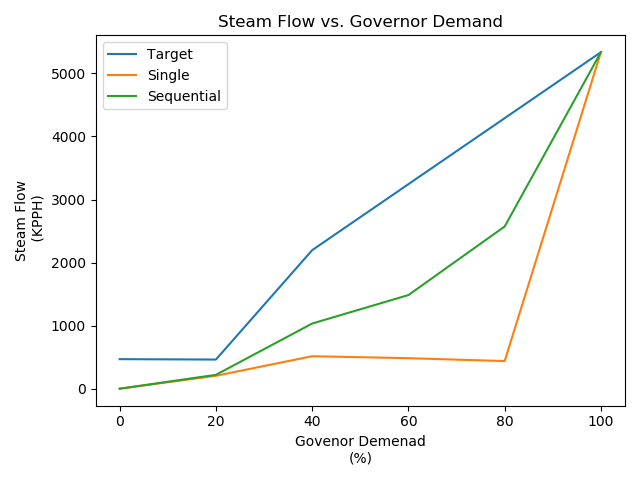 Steam Flow vs. Governor Demand
Target
Single
Sequential
Steam Flow
(KPPH)
5000
4000
3000
2000
1000
0
0 20 40 60 80 100
Govenor Demenad
(%)